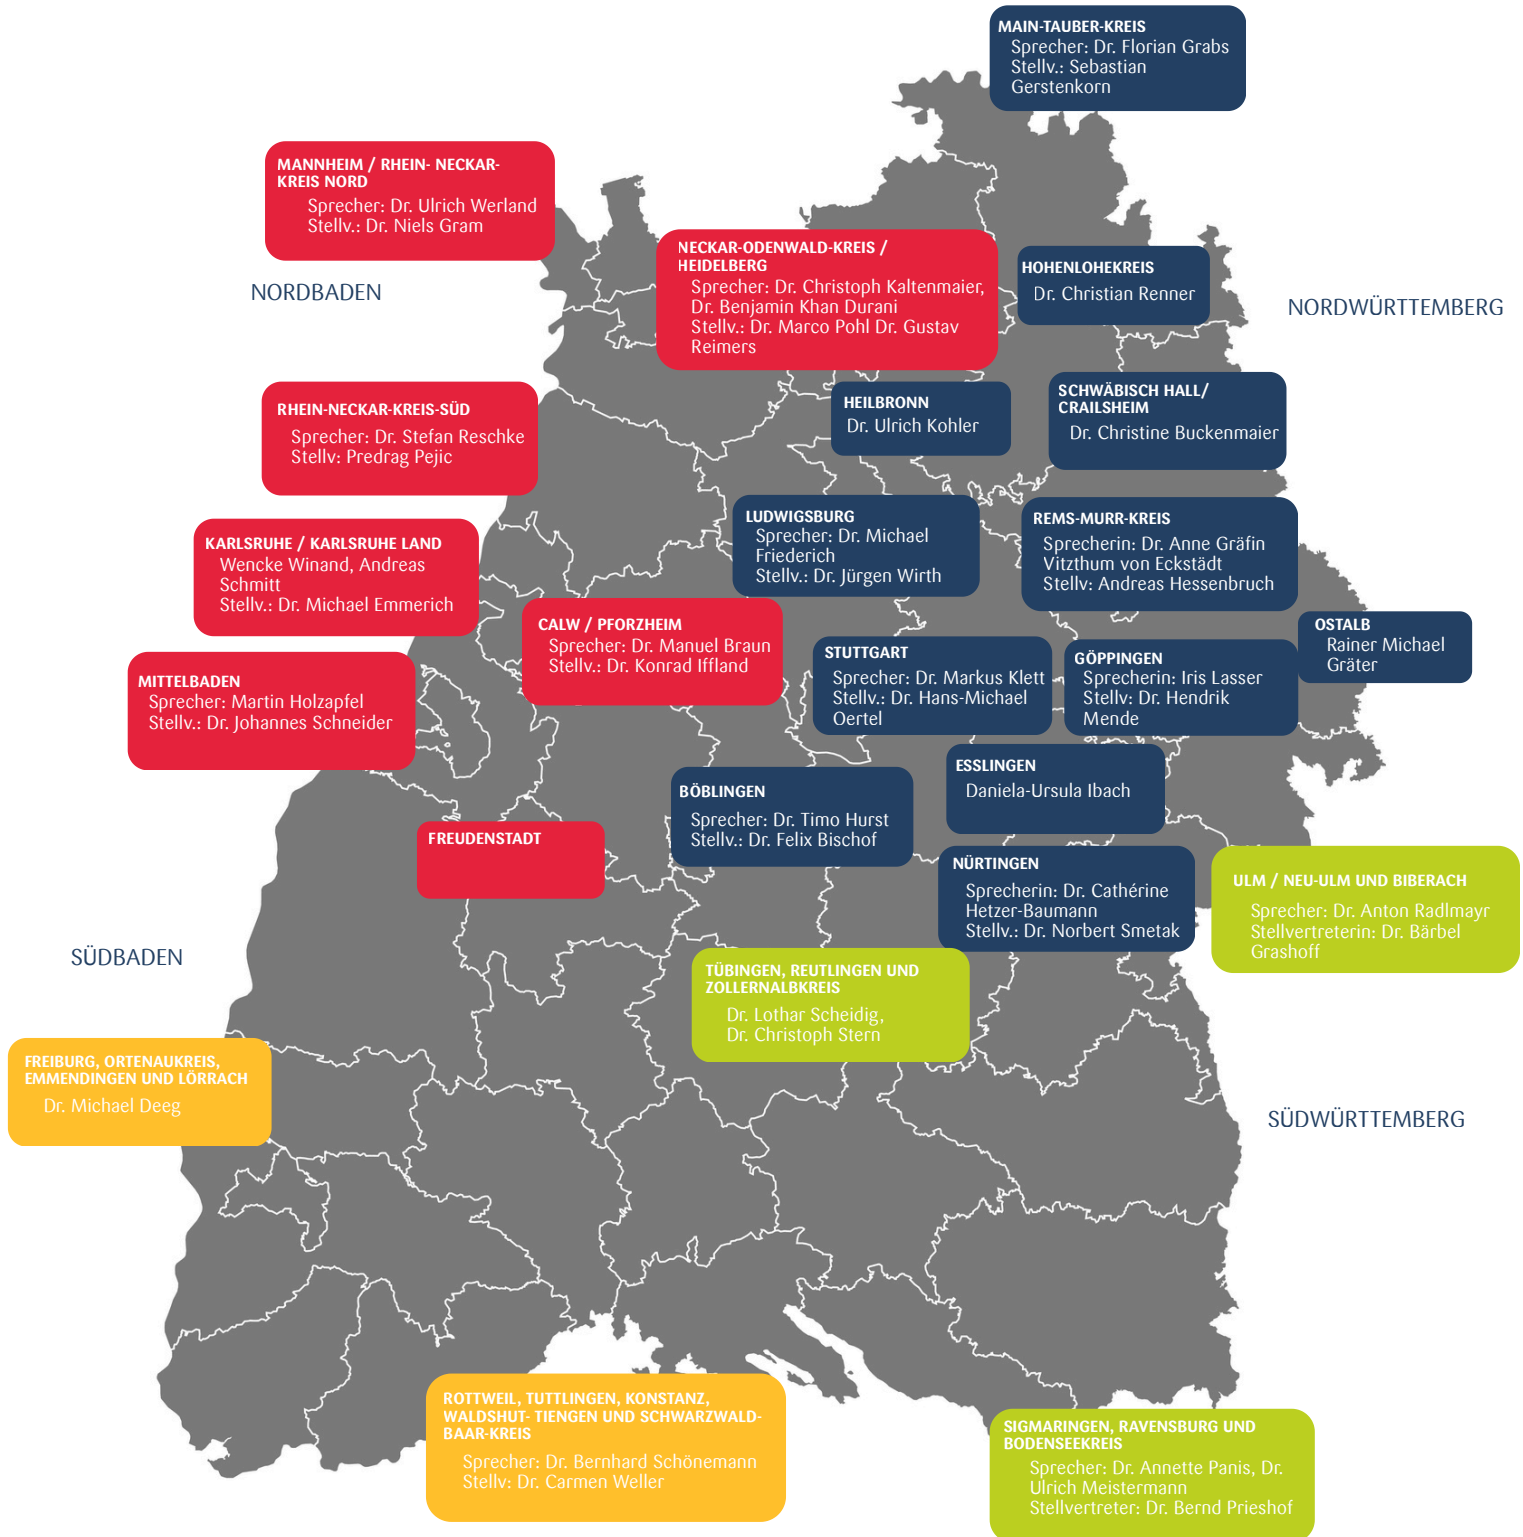 MAIN-TAUBER-KREIS
Sprecher: Dr. Florian Grabs
Stellv.: Sebastian
Gerstenkorn
MANNHEIM / RHEIN- NECKAR-
KREIS NORD
Sprecher: Dr. Ulrich Werland
Stellv.: Dr. Niels Gram
NORDBADEN
NECKAR-ODENWALD-KREIS /
HEIDELBERG
Sprecher: Dr. Christoph Kaltenmaier,
Dr. Benjamin Khan Durani
Stellv.: Dr. Marco Pohl Dr. Gustav
Reimers
HOHENLOHEKREIS
Dr. Christian Renner
NORDWÜRTTEMBERG
RHEIN-NECKAR-KREIS-SÜD
Sprecher: Dr. Stefan Reschke
Stellv: Predrag Pejic
HEILBRONN
Dr. Ulrich Kohler
SCHWÄBISCH HALL/
CRAILSHEIM
Dr. Christine Buckenmaier
KARLSRUHE / KARLSRUHE LAND
Wencke Winand, Andreas
Schmitt
Stellv.: Dr. Michael Emmerich
LUDWIGSBURG
Sprecher: Dr. Michael
Friederich
Stellv.: Dr. Jürgen Wirth
REMS-MURR-KREIS
Sprecherin: Dr. Anne Gräfin
Vitzthum von Eckstädt
Stellv: Andreas Hessenbruch
CALW / PFORZHEIM
Sprecher: Dr. Manuel Braun
Stellv.: Dr. Konrad Iffland
OSTALB
Rainer Michael
Gräter
MITTELBADEN
Sprecher: Martin Holzapfel
Stellv.: Dr. Johannes Schneider
STUTTGART
Sprecher: Dr. Markus Klett
Stellv.: Dr. Hans-Michael
Oertel
GÖPPINGEN
Sprecherin: Iris Lasser
Stellv: Dr. Hendrik
Mende
ESSLINGEN
Daniela-Ursula Ibach
BÖBLINGEN
Sprecher: Dr. Timo Hurst
Stellv.: Dr. Felix Bischof
FREUDENSTADT
NÜRTINGEN
Sprecherin: Dr. Cathérine
Hetzer-Baumann
Stellv.: Dr. Norbert Smetak
ULM / NEU-ULM UND BIBERACH
Sprecher: Dr. Anton Radlmayr
Stellvertreterin: Dr. Bärbel
Grashoff
SÜDBADEN
TÜBINGEN, REUTLINGEN UND
ZOLLERNALBKREIS
Dr. Lothar Scheidig,
Dr. Christoph Stern
FREIBURG, ORTENAUKREIS,
EMMENDINGEN UND LÖRRACH
Dr. Michael Deeg
SÜDWÜRTTEMBERG
ROTTWEIL, TUTTLINGEN, KONSTANZ,
WALDSHUT- TIENGEN UND SCHWARZWALD-
BAAR-KREIS
Sprecher: Dr. Bernhard Schönemann
Stellv: Dr. Carmen Weller
SIGMARINGEN, RAVENSBURG UND
BODENSEEKREIS
Sprecher: Dr. Annette Panis, Dr.
Ulrich Meistermann
Stellvertreter: Dr. Bernd Prieshof